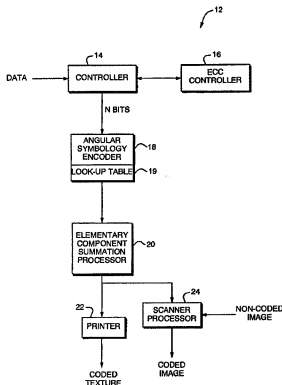 12
14
16
DATA
CONTROLLER
ECC
CONTROLLER
N BITS
ANGULAR
SYMBOLOGY
ENCODER
18
LOOK-UP TABLE
19
ELEMENTARY
COMPONENT
SUMMATION
PROCESSOR
20
22
24
PRINTER
SCANNER
PROCESSOR
NON-CODED
IMAGE
CODED
TEXTURE
CODED
IMAGE